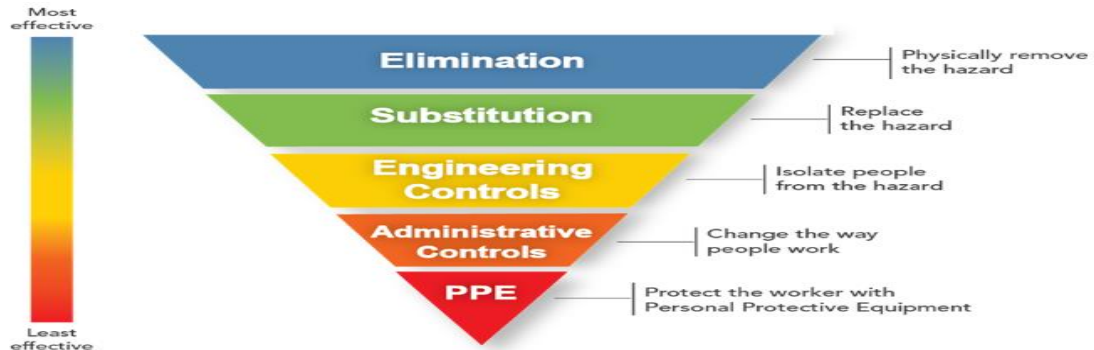 Most
effective
Elimination
Physically remove
the hazard
Substitution
Replace
the hazard
Engineering
Controls
Isolate people
from the hazard
Administrative
Controls
Change the way
people work
PPE
Protect the worker with
Personal Protective Equipment
Least
effective